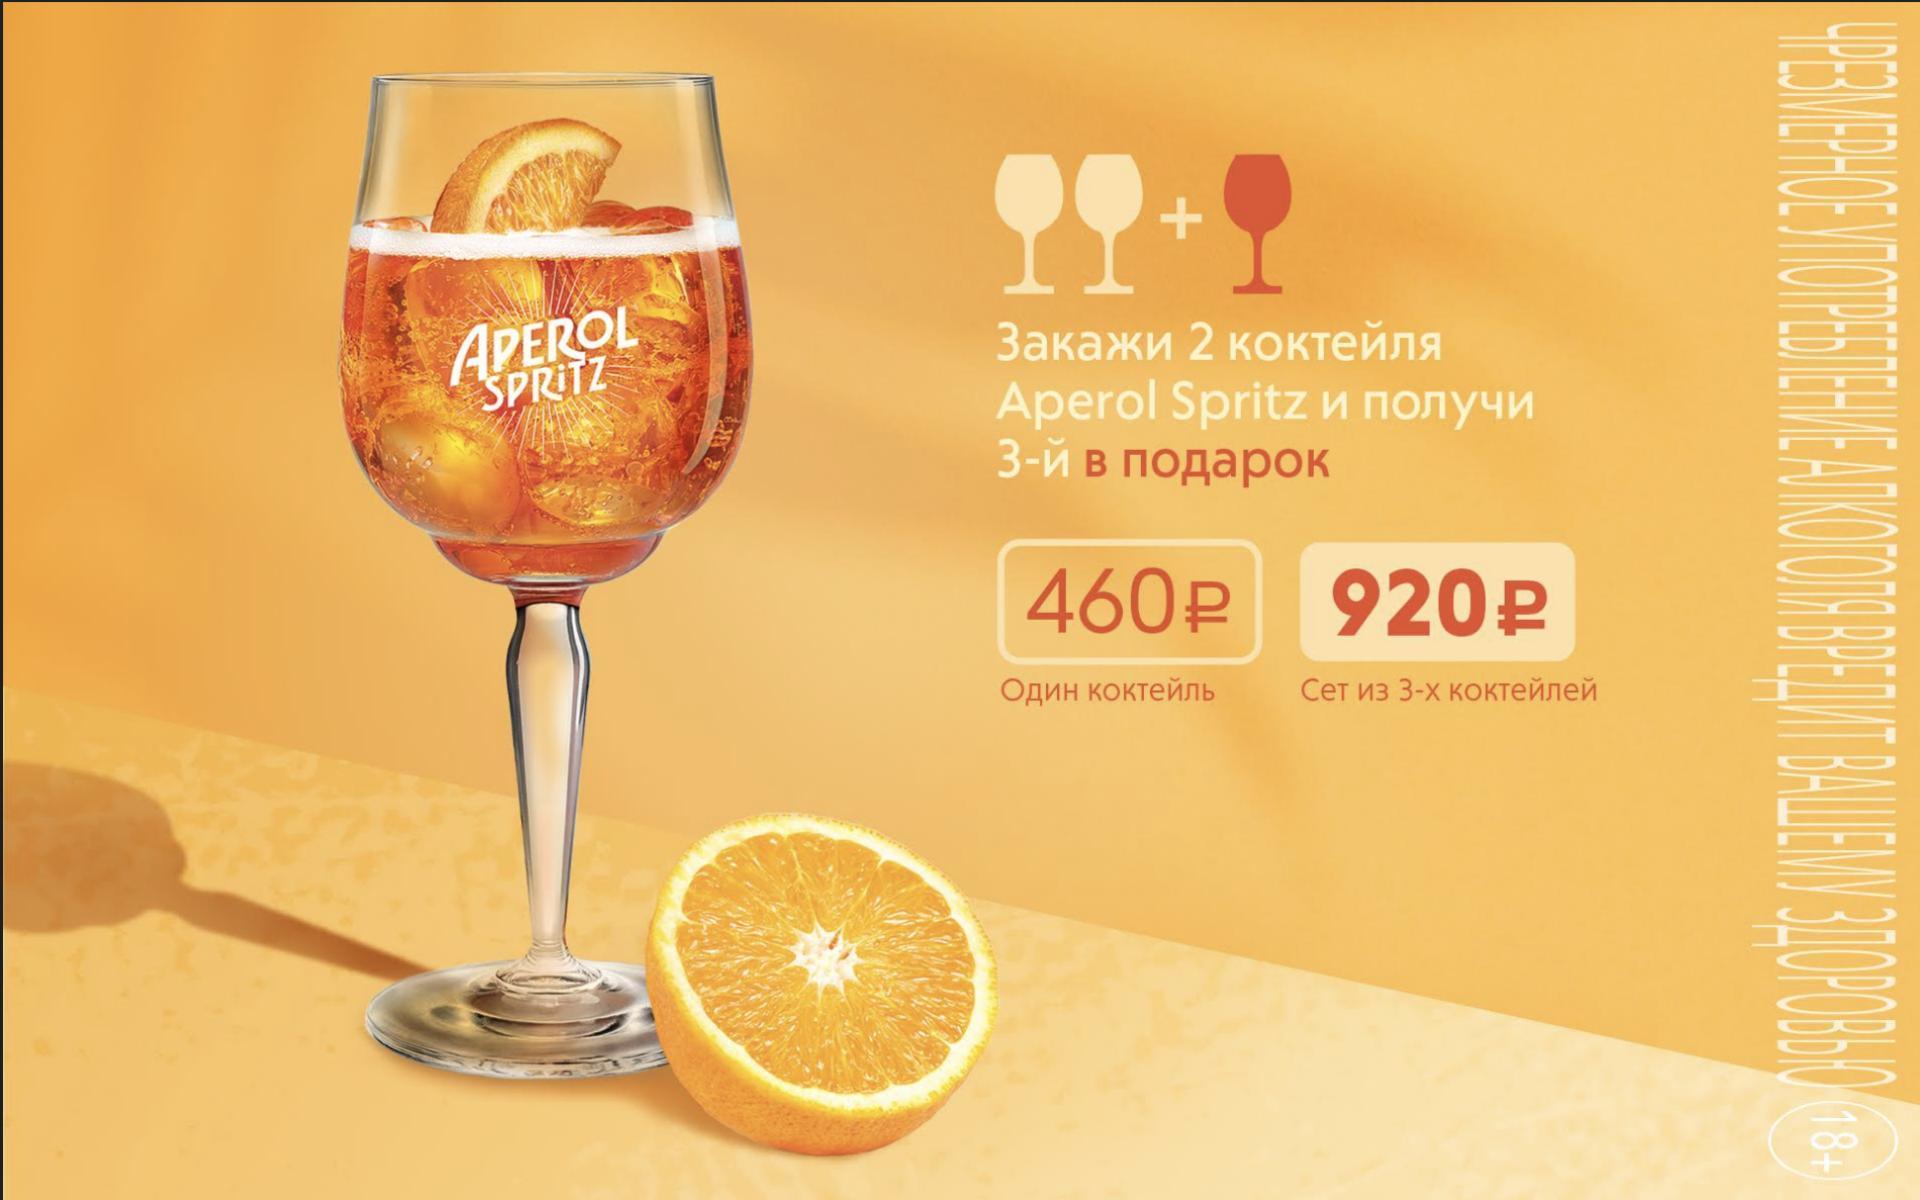 APEROL
SPRITZ
+
Закажи 2 коктейля
Aperol Spritz и получи
3-й в подарок
460₽
920₽
Один коктейль
Сет из 3-х коктейлей
ЧРЕЗМЕРНОЕ УПОТРЕБЛЕНИЕ АЛКОГОЛЯ ВРЕДИТ ВАШЕМУ ЗДОРОВЬЮ
18+